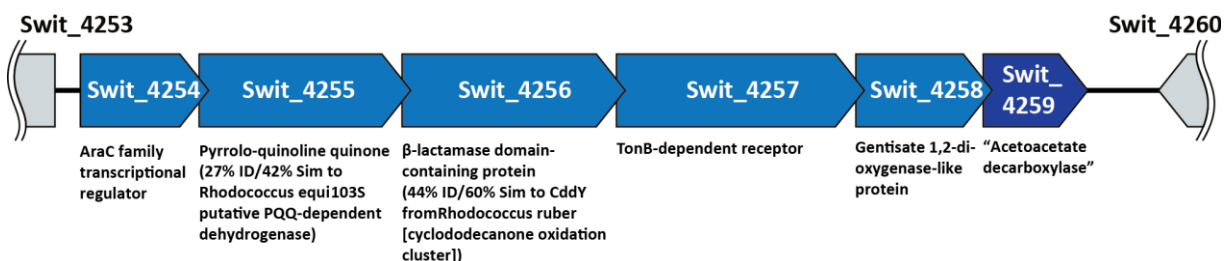 Swit_4253
Swit_4260
Swit_4254
Swit_4255
Swit_4256
Swit_4257
Swit_4258
Swit_
4259
AraC family
transcriptional
regulator
Pyrrolo-quinoline quinone
(27% ID/42% Sim to
Rhodococcus equi103S
putative PQQ-dependent
dehydrogenase)
β-lactamase domain-
containing protein
(44% ID/60% Sim to CddY
fromRhodococcus ruber
[cyclododecanone oxidation
cluster])
TonB-dependent receptor
Gentisate 1,2-di-
oxygenase-like
protein
“Acetoacetate
decarboxylase”